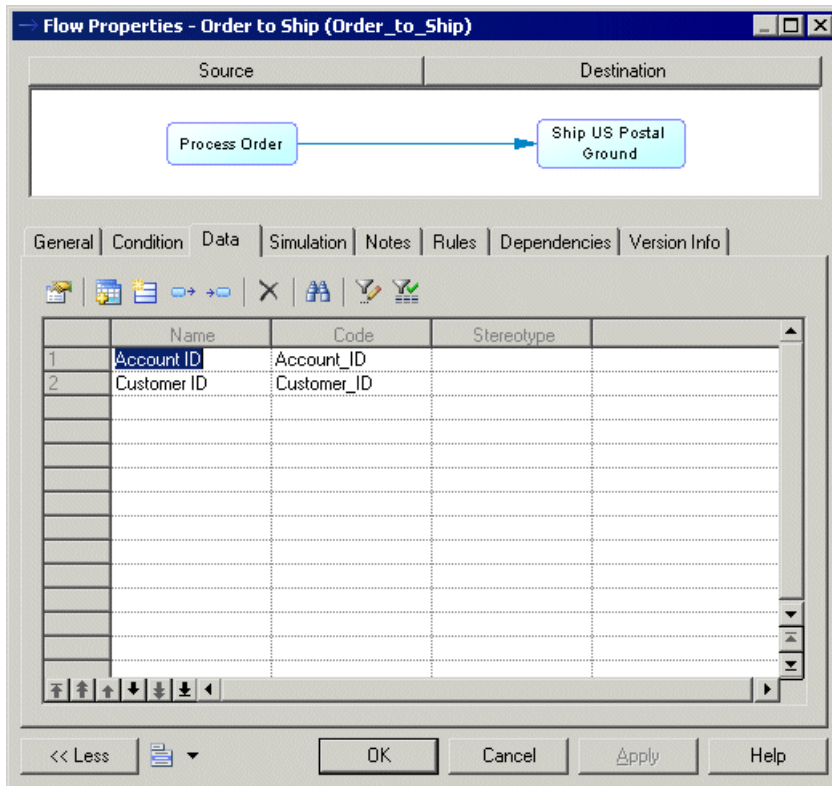 Flow Properties - Order to Ship (Order_to_Ship)
Source Destination
Process Order
Ship US Postal
Ground
General Condition Data Simulation Notes Rules Dependencies Version Info
Name Code Stereotype
1 Account ID Account_ID
2 Customer ID Customer_ID
<< Less OK Cancel Apply Help